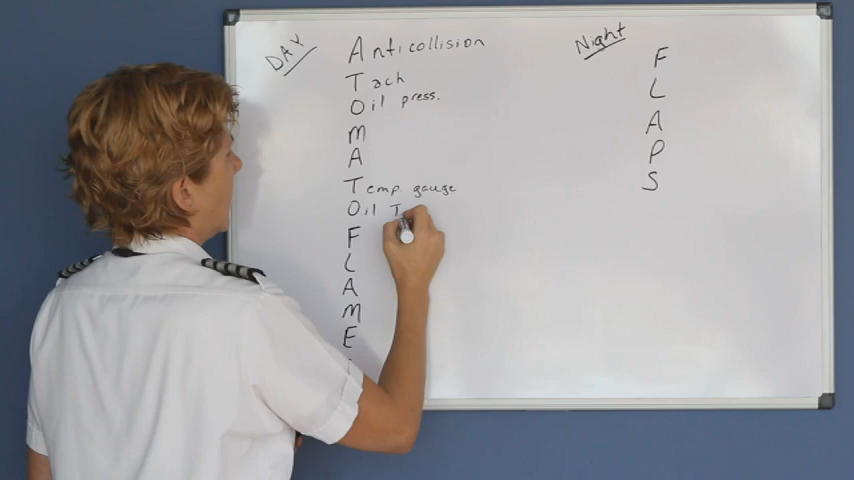 DAY
Anticollision
Tach
Oil press.
M
A
Temp gauge
Oil T
F
L
A
M
E
Night
F
L
A
P
S